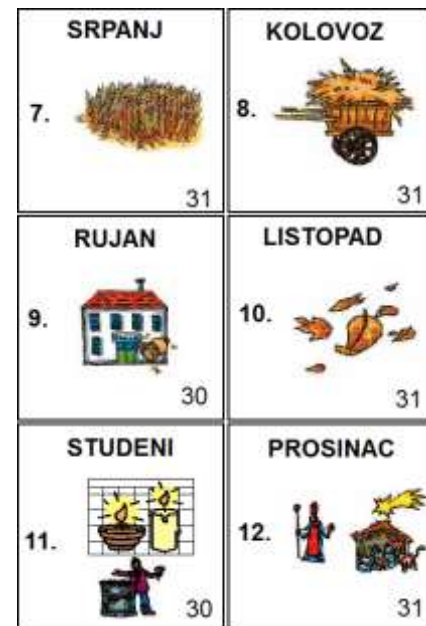 SRPANJ
7.
31
KOLOVOZ
8.
31
RUJAN
9.
30
LISTOPAD
10.
31
STUDENI
11.
30
PROSINAC
12.
31